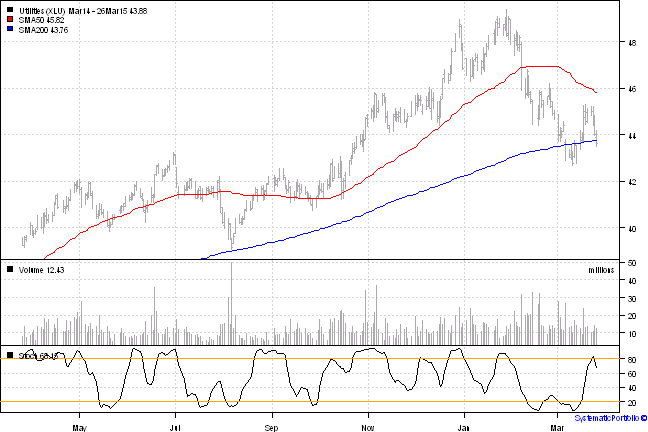 Utilities (XLU) Mar14 - 26Mar15 43.68
SMA50 45.82
SMA200 43.76
48
46
44
42
40
Volume 12.43
millions
50
40
30
20
10
80
60
40
20
May
Jul
Sep
Nov
Jan
Mar
SystematicPortfolio ©